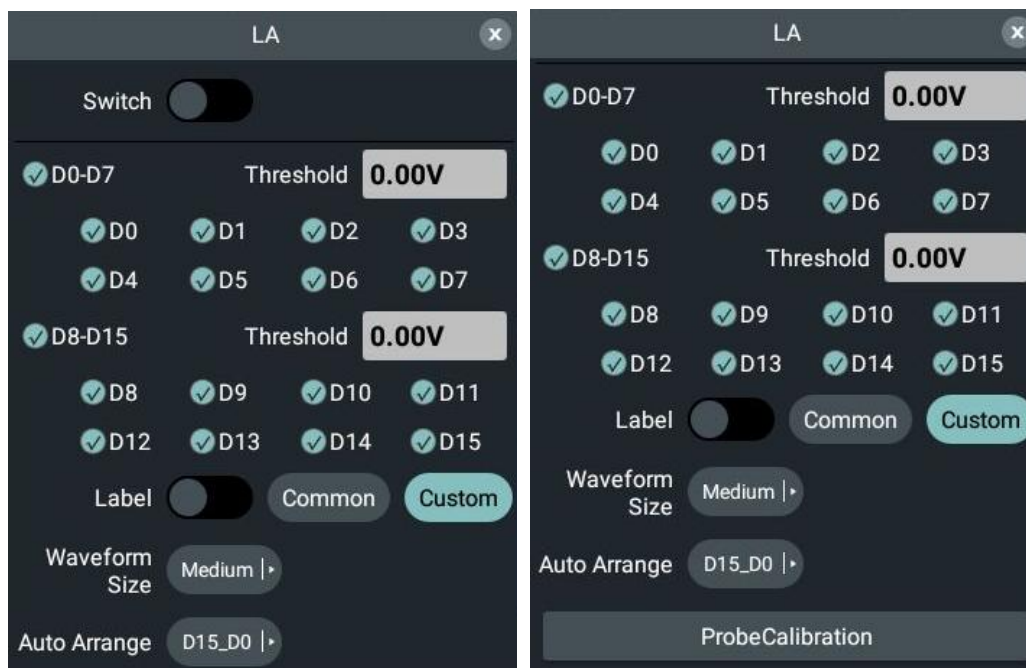 LA
x
Switch
D0-D7 Threshold 0.00V
D0 D1 D2 D3
D4 D5 D6 D7
D8-D15 Threshold 0.00V
D8 D9 D10 D11
D12 D13 D14 D15
Label Common Custom
Waveform
Size
Medium
Auto Arrange D15_D0
LA
x
D0-D7 Threshold 0.00V
D0 D1 D2 D3
D4 D5 D6 D7
D8-D15 Threshold 0.00V
D8 D9 D10 D11
D12 D13 D14 D15
Label Common Custom
Waveform
Size
Medium
Auto Arrange D15_D0
ProbeCalibration